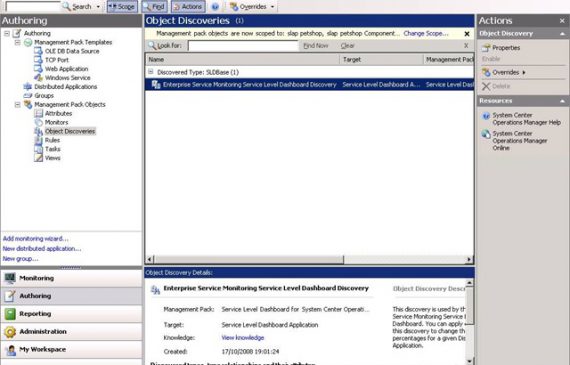 Search Scope Find Actions Overrides
Authoring
Authoring
Management Pack Templates
OLE DB Data Source
TCP Port
Web Application
Windows Service
Distributed Applications
Groups
Management Pack Objects
Attributes
Monitors
Object Discoveries
Rules
Tasks
Views
Add monitoring wizard...
New distributed application...
New group...
Monitoring
Authoring
Reporting
Administration
My Workspace
Object Discoveries (1)
Management pack objects are now scoped to: slap petshop, slap petshop Component... Change Scope... x
Look for: Find Now Clear X
Name Target Management Pack
Discovered Type: SLDBase (1)
Enterprise Service Monitoring Service Level Dashboard Discovery Service Level Dashboard A... Service Level Das
Object Discovery Details:
Enterprise Service Monitoring Service Level Dashboard Discovery
Management Pack: Service Level Dashboard for System Center Operati...
Target: Service Level Dashboard Application
Knowledge: View knowledge
Created: 17/10/2008 19:01:24
Object Discovery Desc
This discovery is used by the
Service Monitoring Service Lev
Dashboard. You can apply
this discovery to change the
percentages for a given Dis
Application.
Actions
Object Discovery
Properties
Enable
Overrides
Delete
Resources
System Center
Operations Manager Help
System Center
Operations Manager
Online